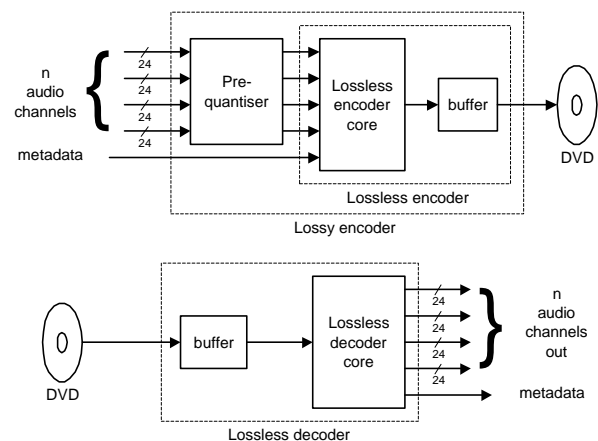 n
audio
channels
24
24
24
24
Pre-
quantiser
Lossless
encoder
core
buffer
DVD
metadata
Lossless encoder
Lossy encoder
DVD
buffer
Lossless
decoder
core
24
24
24
24
n
audio
channels
out
metadata
Lossless decoder